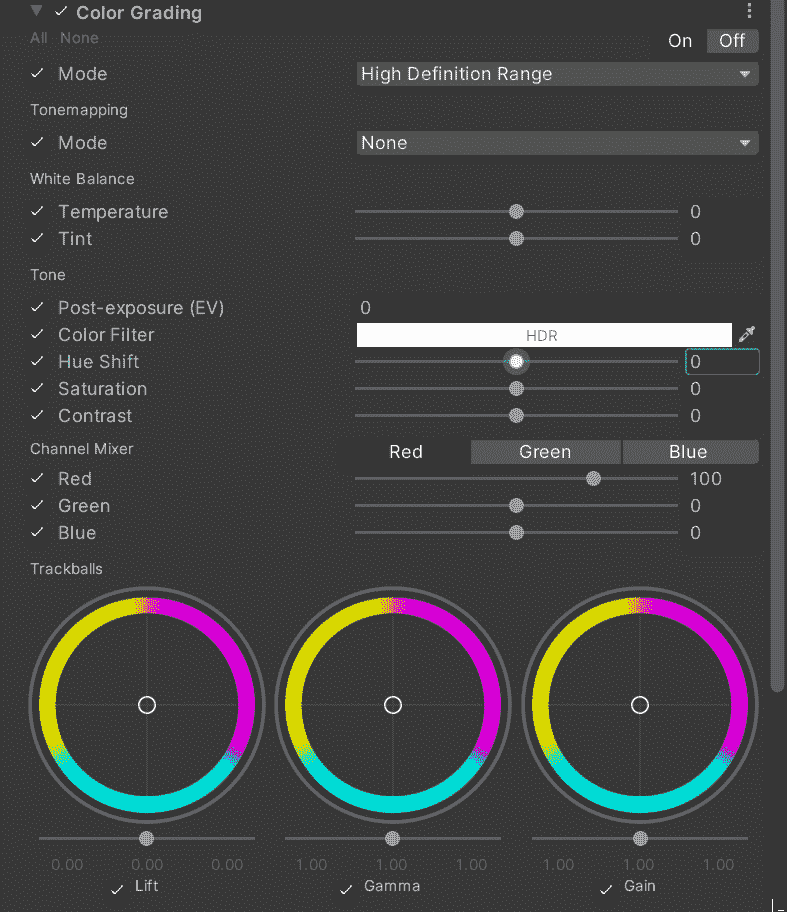 Color Grading
All None
On Off
Mode High Definition Range
Tonemapping
Mode None
White Balance
Temperature 0
Tint 0
Tone
Post-exposure (EV) 0
Color Filter HDR
Hue Shift 0
Saturation 0
Contrast 0
Channel Mixer Red Green Blue
Red 100
Green 0
Blue 0
Trackballs
0.00 0.00 0.00 1.00 1.00 1.00 1.00 1.00 1.00
Lift Gamma Gain